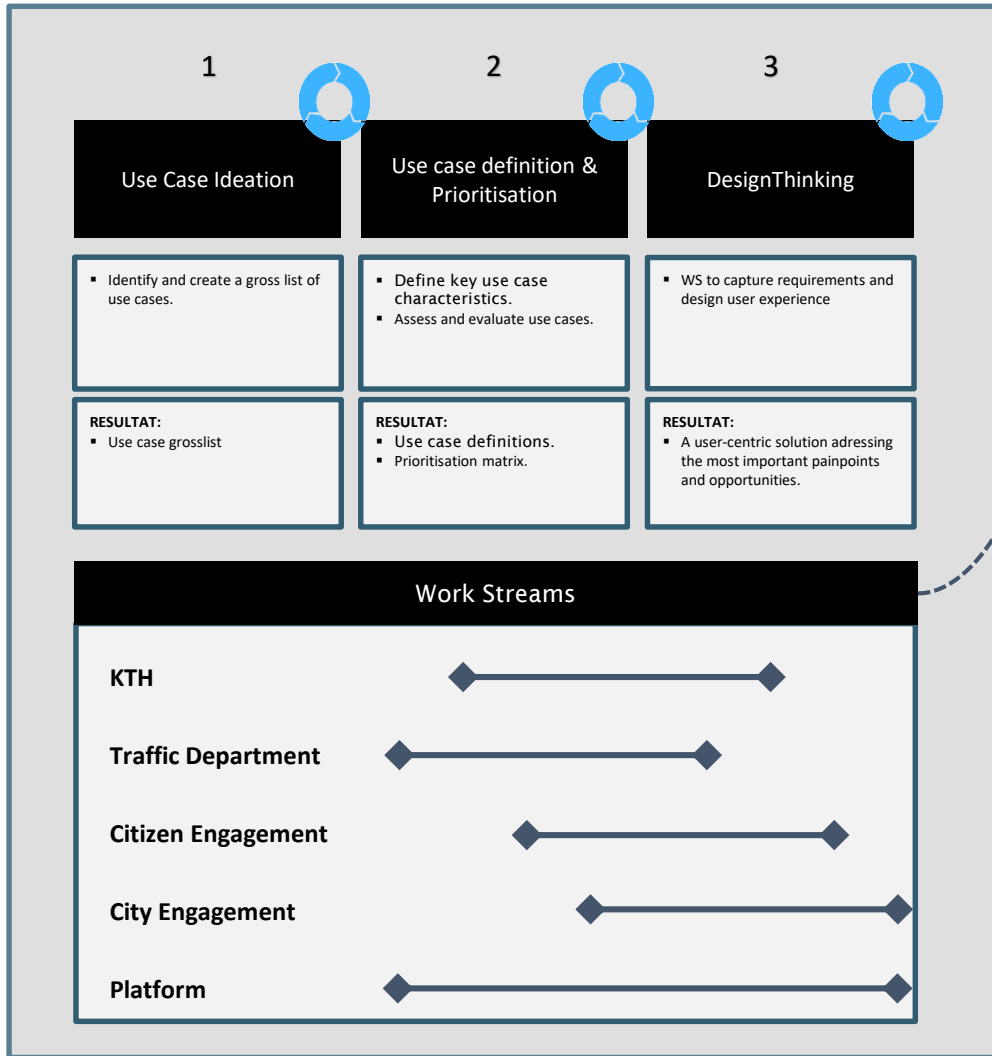 1
2
3
Use Case Ideation
Use case definition &
Prioritisation
DesignThinking
▪ Identify and create a gross list of
use cases.
▪ Define key use case
characteristics.
▪ Assess and evaluate use cases.
▪ WS to capture requirements and
design user experience
RESULTAT:
▪ Use case grosslist
RESULTAT:
▪ Use case definitions.
▪ Prioritisation matrix.
RESULTAT:
▪ A user-centric solution adressing
the most important painpoints
and opportunities.
Work Streams
KTH
Traffic Department
Citizen Engagement
City Engagement
Platform